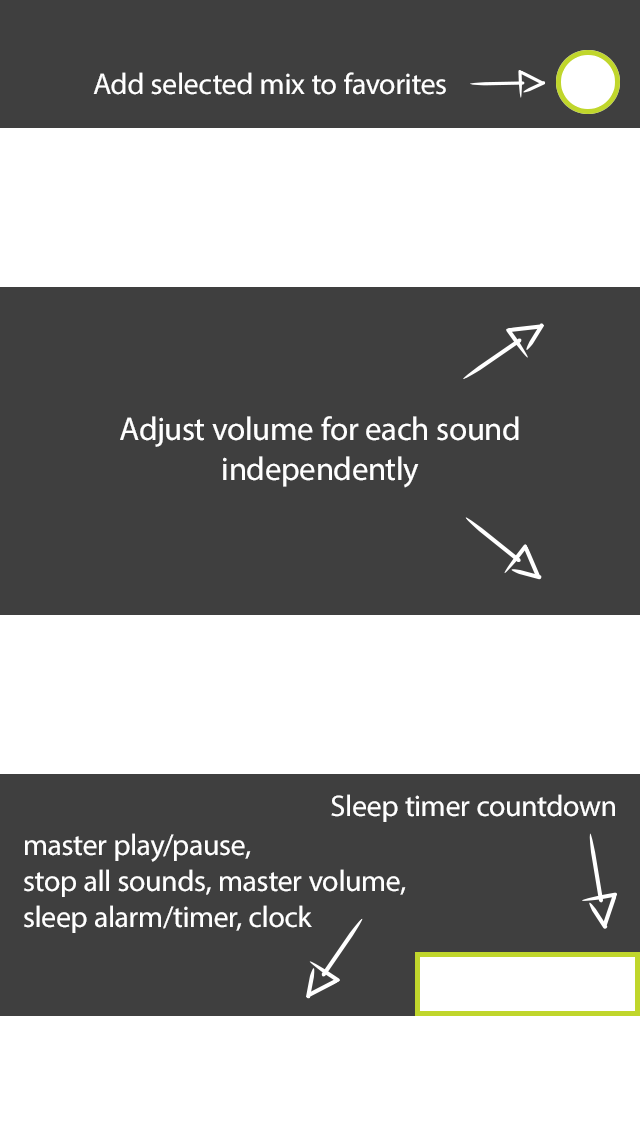 Add selected mix to favorites
Adjust volume for each sound
independently
Sleep timer countdown
master play/pause,
stop all sounds, master volume,
sleep alarm/timer, clock